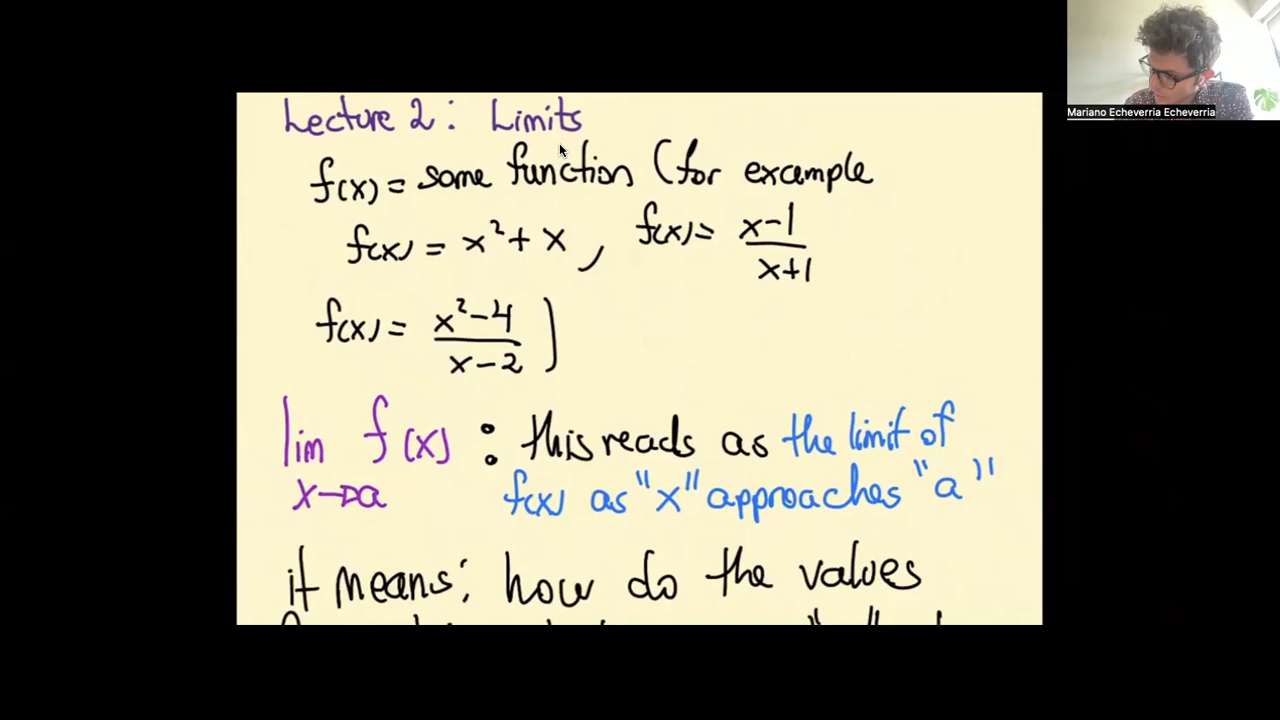 Mariano Echeverria Echeverria
Lecture 2: Limits
f(x) = some function (for example
f(x) = x² + x, f(x) = (x-1)/(x+1)
f(x) = (x²-4)/(x-2) )
lim f(x) : this reads as the limit of
x→a f(x) as "x" approaches "a"
it means: how do the values